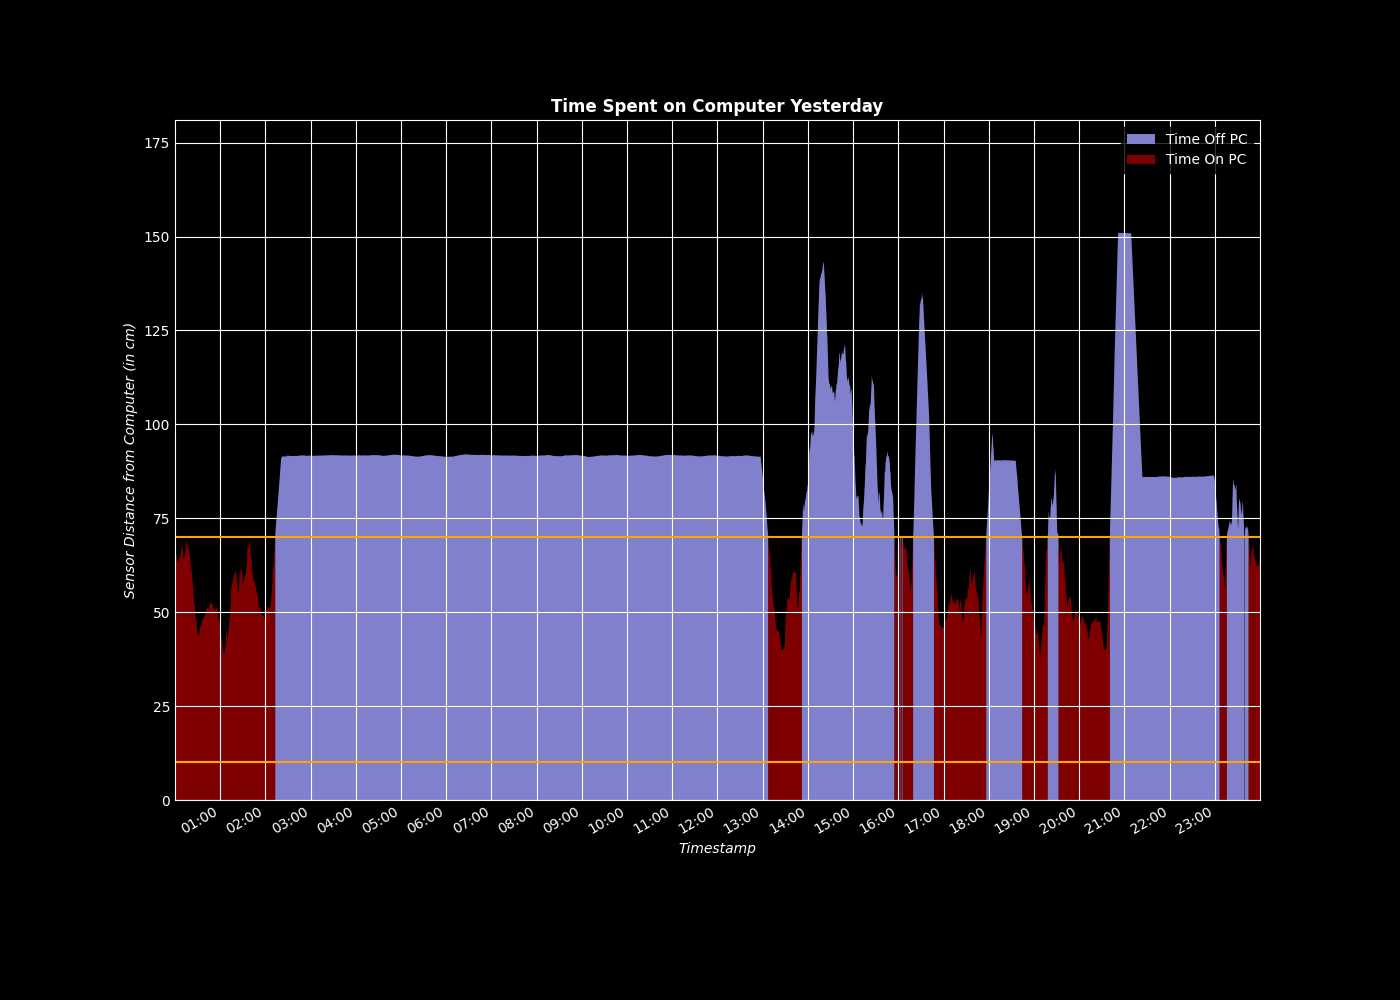 Time Spent on Computer Yesterday
Time Off PC
Time On PC
Sensor Distance from Computer (in cm)
175
150
125
100
75
50
25
0
01:00 02:00 03:00 04:00 05:00 06:00 07:00 08:00 09:00 10:00 11:00 12:00 13:00 14:00 15:00 16:00 17:00 18:00 19:00 20:00 21:00 22:00 23:00
Timestamp